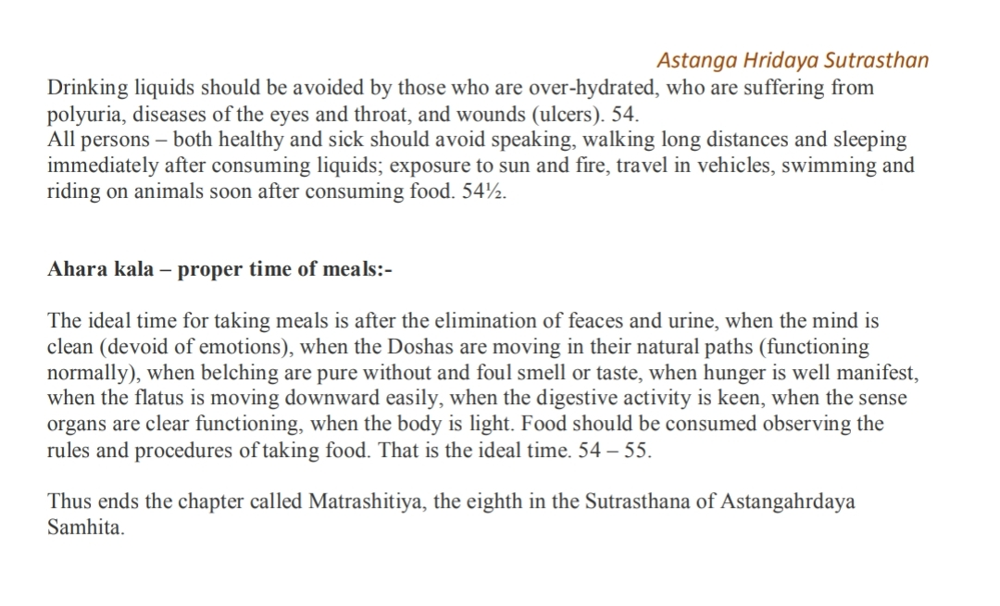 Astanga Hridaya Sutrasthan
Drinking liquids should be avoided by those who are over-hydrated, who are suffering from
polyuria, diseases of the eyes and throat, and wounds (ulcers). 54.
All persons – both healthy and sick should avoid speaking, walking long distances and sleeping
immediately after consuming liquids; exposure to sun and fire, travel in vehicles, swimming and
riding on animals soon after consuming food. 54½.
Ahara kala – proper time of meals:-
The ideal time for taking meals is after the elimination of feaces and urine, when the mind is
clean (devoid of emotions), when the Doshas are moving in their natural paths (functioning
normally), when belching are pure without and foul smell or taste, when hunger is well manifest,
when the flatus is moving downward easily, when the digestive activity is keen, when the sense
organs are clear functioning, when the body is light. Food should be consumed observing the
rules and procedures of taking food. That is the ideal time. 54 – 55.
Thus ends the chapter called Matrashitiya, the eighth in the Sutrasthana of Astangahrdaya
Samhita.